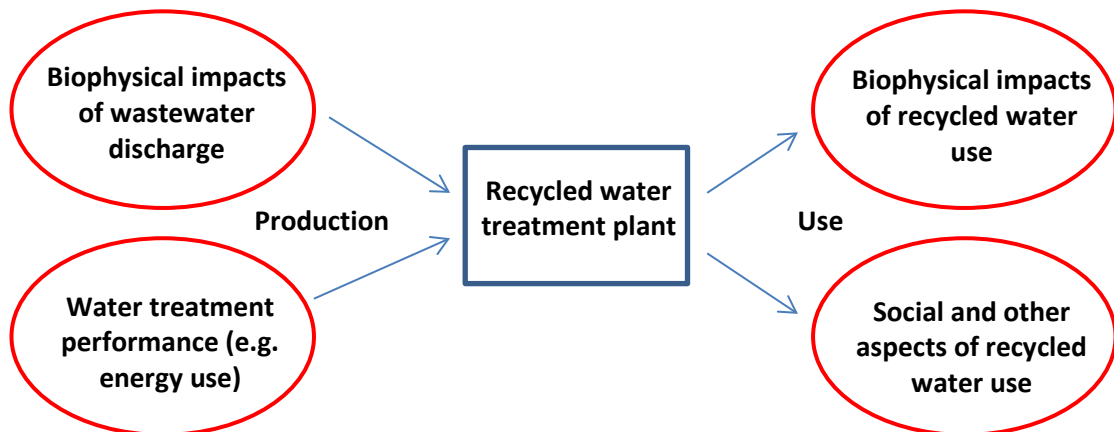 Biophysical impacts
of wastewater
discharge
Production
Water treatment
performance (e.g.
energy use)
Recycled water
treatment plant
Biophysical impacts
of recycled water
use
Use
Social and other
aspects of recycled
water use